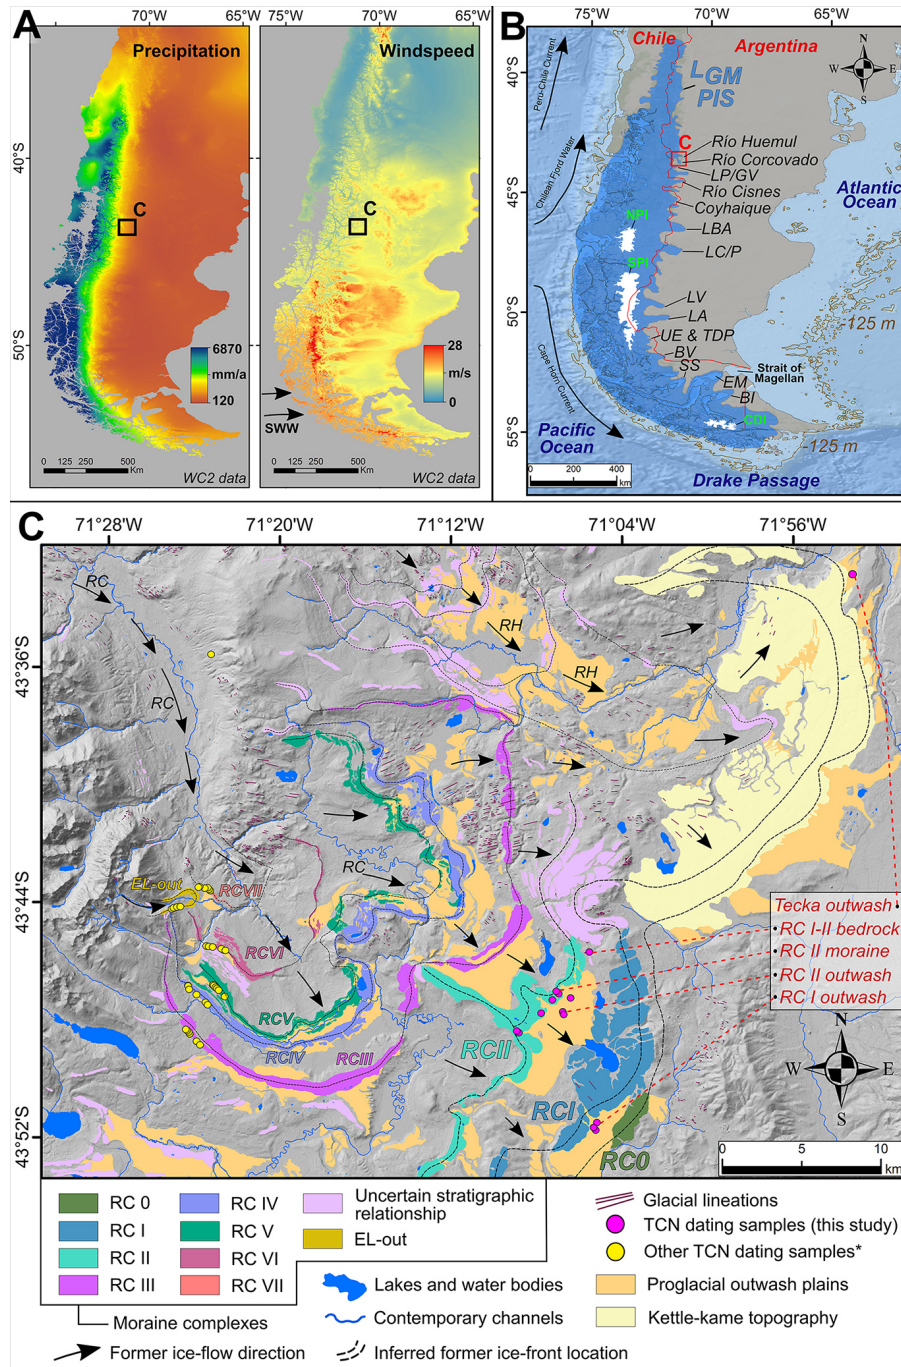 A
70°W
65°W
70°W
65°W
Precipitation
Windspeed
40°S
50°S
C
C
6870
mm/a
120
28
m/s
0
SWW
0 125 250 500
Km
WC2 data
0 125 250 500
Km
WC2 data
B
75°W
70°W
65°W
Chile
Argentina
N
W
E
S
LGM
PIS
Peru-Chile Current
40°S
Chilean Fjord Water
C
Río Huemul
Río Corcovado
LP/GV
Río Cisnes
Coyhaique
Atlantic
Ocean
45°S
NPI
LBA
LC/P
SPI
50°S
LV
LA
-125 m
UE & TDP
BV
SS
Strait of
Magellan
EM
BI
Cape Horn Current
CDI
55°S
Pacific
Ocean
-125 m
Drake Passage
0 100 200 400
km
C
71°28'W
71°20'W
71°12'W
71°04'W
71°56'W
43°36'S
43°44'S
43°52'S
RC
RC
RH
RH
RC
EL-out
RCVII
RCVI
RCV
RCIV
RCIII
RCII
RCI
RC0
Tecka outwash
RC I-II bedrock
RC II moraine
RC II outwash
RC I outwash
N
W
E
S
0 5 10
km
RC 0
RC I
RC II
RC III
RC IV
RC V
RC VI
RC VII
Uncertain stratigraphic
relationship
EL-out
Moraine complexes
Lakes and water bodies
Contemporary channels
Former ice-flow direction
Inferred former ice-front location
Glacial lineations
TCN dating samples (this study)
Other TCN dating samples*
Proglacial outwash plains
Kettle-kame topography